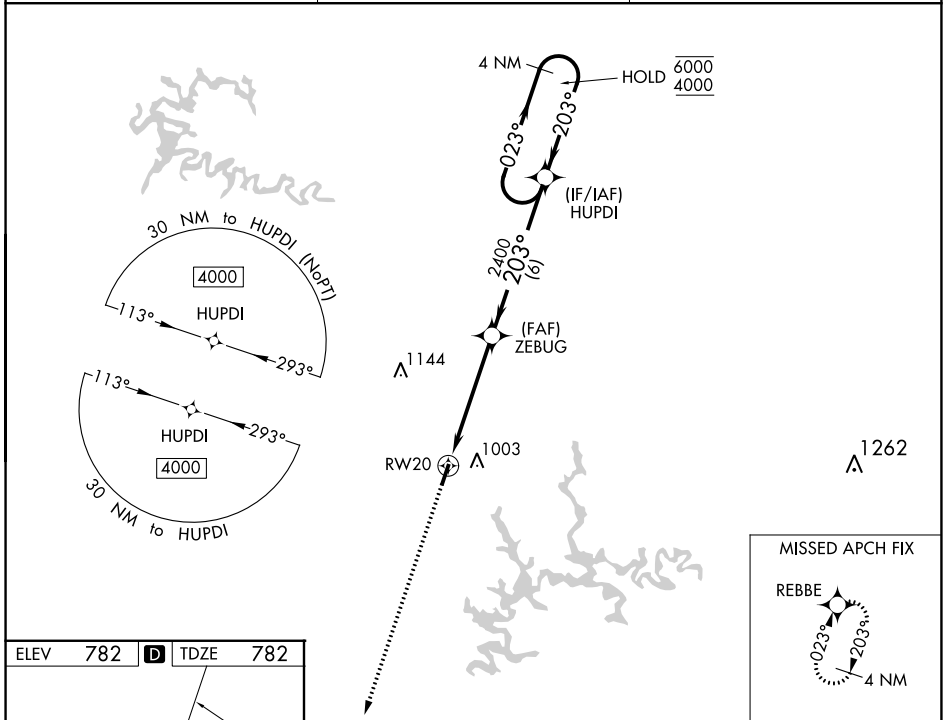 4 NM
HOLD
6000
4000
023°
203°
(IF/IAF)
HUPDI
2400
203°
(6)
(FAF)
ZEBUG
30 NM to HUPDI (NoPT)
4000
HUPDI
113°
293°
113°
293°
HUPDI
4000
30 NM to HUPDI
1144
RW20
1003
1262
MISSED APCH FIX
REBBE
023°
203°
4 NM
ELEV 782 D TDZE 782